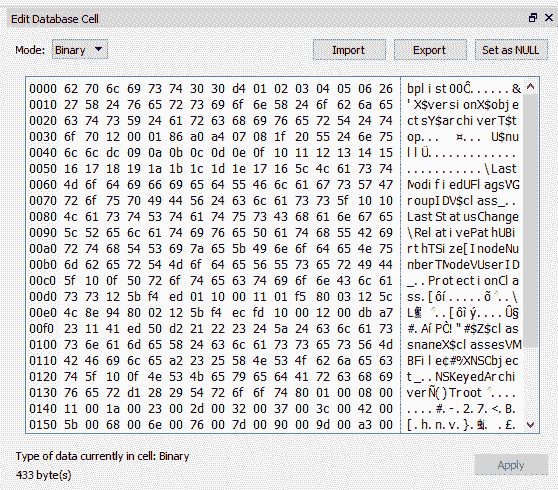 Edit Database Cell
Mode: Binary Import Export Set as NULL
0000 62 70 6c 69 73 74 30 30 d4 01 02 03 04 05 06 26 bplist00Ô......&
0010 27 58 24 76 65 72 73 69 6f 6e 58 24 6f 62 6a 65 'X$versionX$obje
0020 63 74 73 59 24 61 72 63 68 69 76 65 72 54 24 74 ctsY$archiverT$t
0030 6f 70 12 00 01 86 a0 a4 07 08 1f 20 55 24 6e 75 op... ¤.. U$nu
0040 6c 6c dc 09 0a 0b 0c 0d 0e 0f 10 11 12 13 14 15 llÜ.............
0050 16 17 18 19 1a 1b 1c 1d 1e 17 16 5c 4c 61 73 74 ...........\Last
0060 4d 6f 64 69 66 69 65 64 55 46 6c 61 67 73 57 47 ModifiedUFlagsWG
0070 72 6f 75 70 49 44 56 24 63 6c 61 73 73 5f 10 10 roupIDV$class_..
0080 4c 61 73 74 53 74 61 74 75 73 43 68 61 6e 67 65 LastStatusChange
0090 5c 52 65 6c 61 74 69 76 65 50 61 74 68 55 42 69 \RelativePathUBi
00a0 72 74 68 54 53 69 7a 65 5b 49 6e 6f 64 65 4e 75 rthTSize[InodeNu
00b0 6d 62 65 72 54 4d 6f 64 65 56 55 73 65 72 49 44 mberTModeVUserID
00c0 5f 10 0f 50 72 6f 74 65 63 74 69 6f 6e 43 6c 61 _..ProtectionCla
00d0 73 73 12 5b f4 ed 01 10 00 11 01 f5 80 03 12 5c ss.[ôí.....õ ..\
00e0 4c 8e 94 80 02 12 5b f4 ec fd 10 00 12 00 db a7 L ..[ôìý....Û§
00f0 23 11 41 ed 50 d2 21 22 23 24 5a 24 63 6c 61 73 #.AíPÒ!"#$Z$clas
0100 73 6e 61 6d 65 58 24 63 6c 61 73 73 65 73 56 4d snameX$classesVM
0110 42 46 69 6c 65 a2 23 25 58 4e 53 4f 62 6a 65 63 BFile¢#%XNSObjec
0120 74 5f 10 0f 4e 53 4b 65 79 65 64 41 72 63 68 69 t_..NSKeyedArchi
0130 76 65 72 d1 28 29 54 72 6f 6f 74 80 01 00 08 00 verÑ()Troot ....
0140 11 00 1a 00 23 00 2d 00 32 00 37 00 3c 00 42 00 ....#.-.2.7.<.B.
0150 5b 00 68 00 6e 00 76 00 7d 00 90 00 9d 00 a3 00 [.h.n.v.}. . .£.
Type of data currently in cell: Binary
433 byte(s) Apply